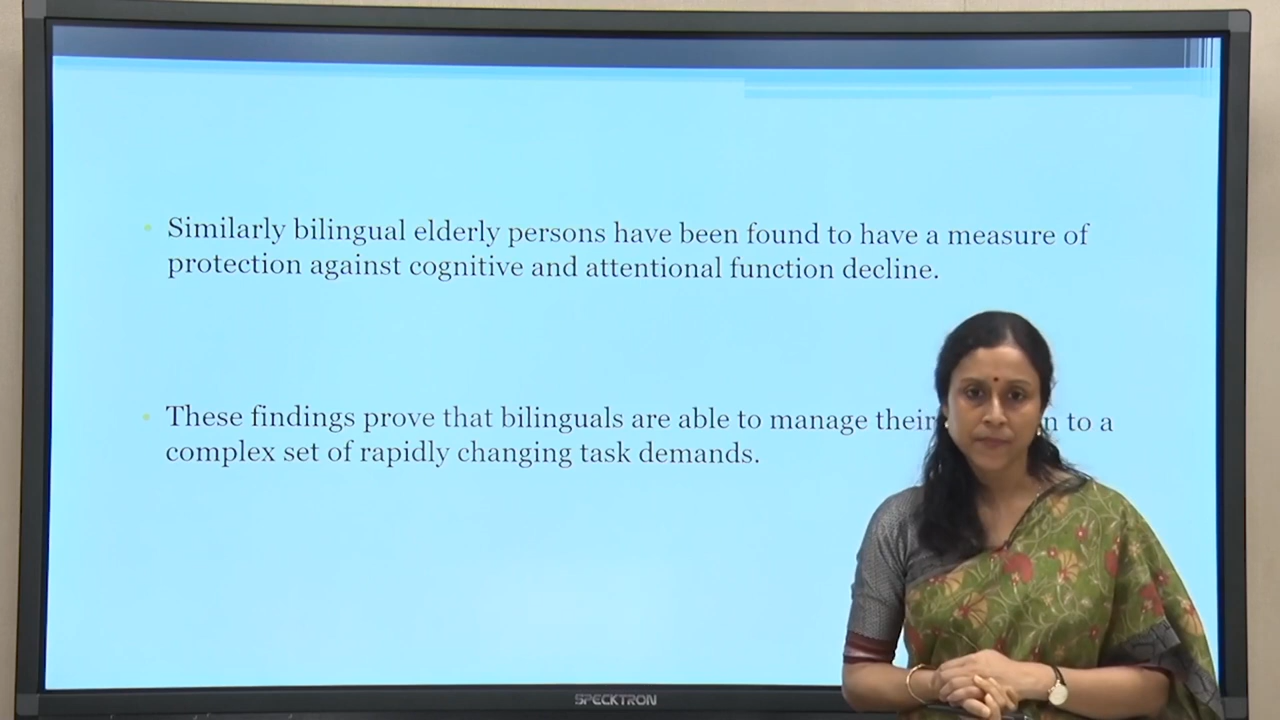 Similarly bilingual elderly persons have been found to have a measure of
protection against cognitive and attentional function decline.
These findings prove that bilinguals are able to manage their to a
complex set of rapidly changing task demands.
SPECKTRON